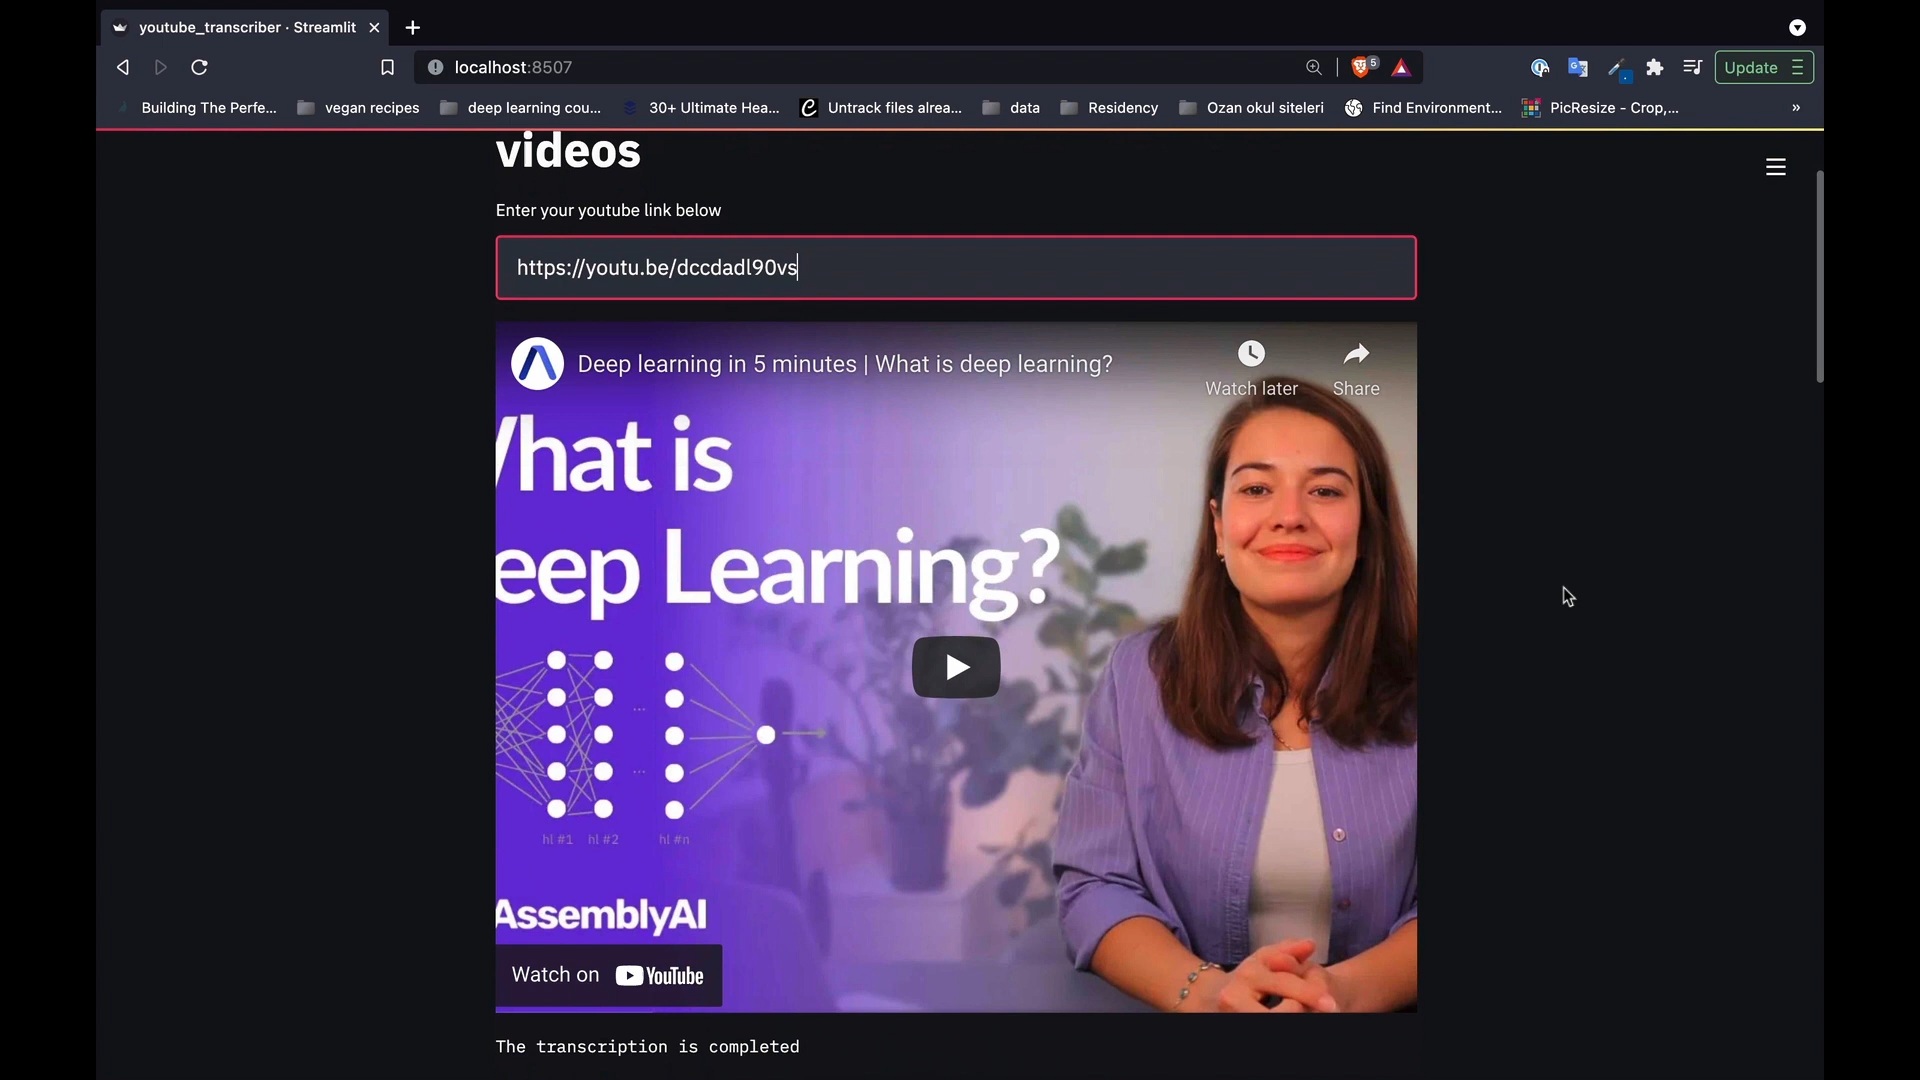 youtube_transcriber · Streamlit
localhost:8507
5
Update
Building The Perfe...
vegan recipes
deep learning cou...
30+ Ultimate Hea...
Untrack files alrea...
data
Residency
Ozan okul siteleri
Find Environment...
PicResize - Crop,...
»
videos
Enter your youtube link below
https://youtu.be/dccdadl90vs
Deep learning in 5 minutes | What is deep learning?
Watch later
Share
What is
eep Learning?
...
...
hl #1 hl #2 hl #n
AssemblyAI
Watch on YouTube
The transcription is completed